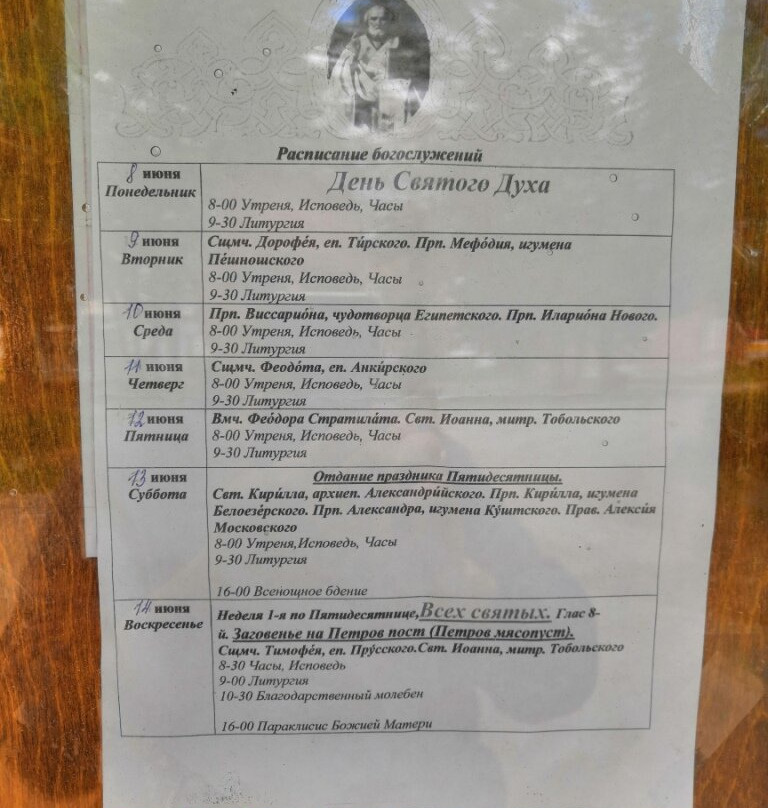 Расписание богослужений
8 июня
Понедельник
День Святого Духа
8-00 Утреня, Исповедь, Часы
9-30 Литургия
9 июня
Вторник
Сщмч. Дорофе́я, еп. Ти́рского. Прп. Мефо́дия, игумена
Пе́шношского
8-00 Утреня, Исповедь, Часы
9-30 Литургия
10 июня
Среда
Прп. Виссарио́на, чудотворца Египетского. Прп. Иларио́на Нового.
8-00 Утреня, Исповедь, Часы
9-30 Литургия
11 июня
Четверг
Сщмч. Феодо́та, еп. Анки́рского
8-00 Утреня, Исповедь, Часы
9-30 Литургия
12 июня
Пятница
Вмч. Фео́дора Стратила́та. Свт. Иоанна, митр. Тобольского
8-00 Утреня, Исповедь, Часы
9-30 Литургия
13 июня
Суббота
Отдание праздника Пятидесятницы.
Свт. Кири́лла, архиеп. Александри́йского. Прп. Кири́лла, игумена
Белоезе́рского. Прп. Александра, игумена Ку́штского. Прав. Алекси́я
Московского
8-00 Утреня,Исповедь, Часы
9-30 Литургия
16-00 Всенощное бдение
14 июня
Воскресенье
Неделя 1-я по Пятидесятнице,Всех святых. Глас 8-
й. Заговенье на Петров пост (Петров мясопуст).
Сщмч. Тимофе́я, еп. Пру́сского.Свт. Иоанна, митр. Тобольского
8-30 Часы, Исповедь
9-00 Литургия
10-30 Благодарственный молебен
16-00 Параклисис Божией Матери